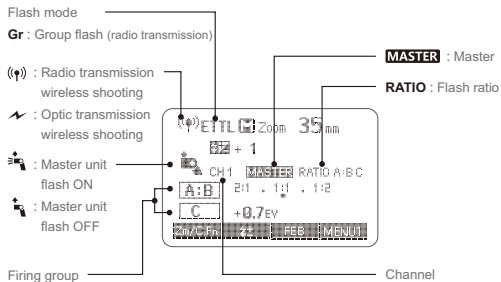 Flash mode
Gr : Group flash (radio transmission)
: Radio transmission
wireless shooting
: Optic transmission
wireless shooting
: Master unit
flash ON
: Master unit
flash OFF
Firing group
MASTER : Master
RATIO : Flash ratio
ETTL M Zoom 35mm
+ 1
CH1 MASTER RATIO A:B C
A:B 2:1 . 1:1 . 1:2
C +0.7EV
Zm/C.Fn FEB MENU1
Channel